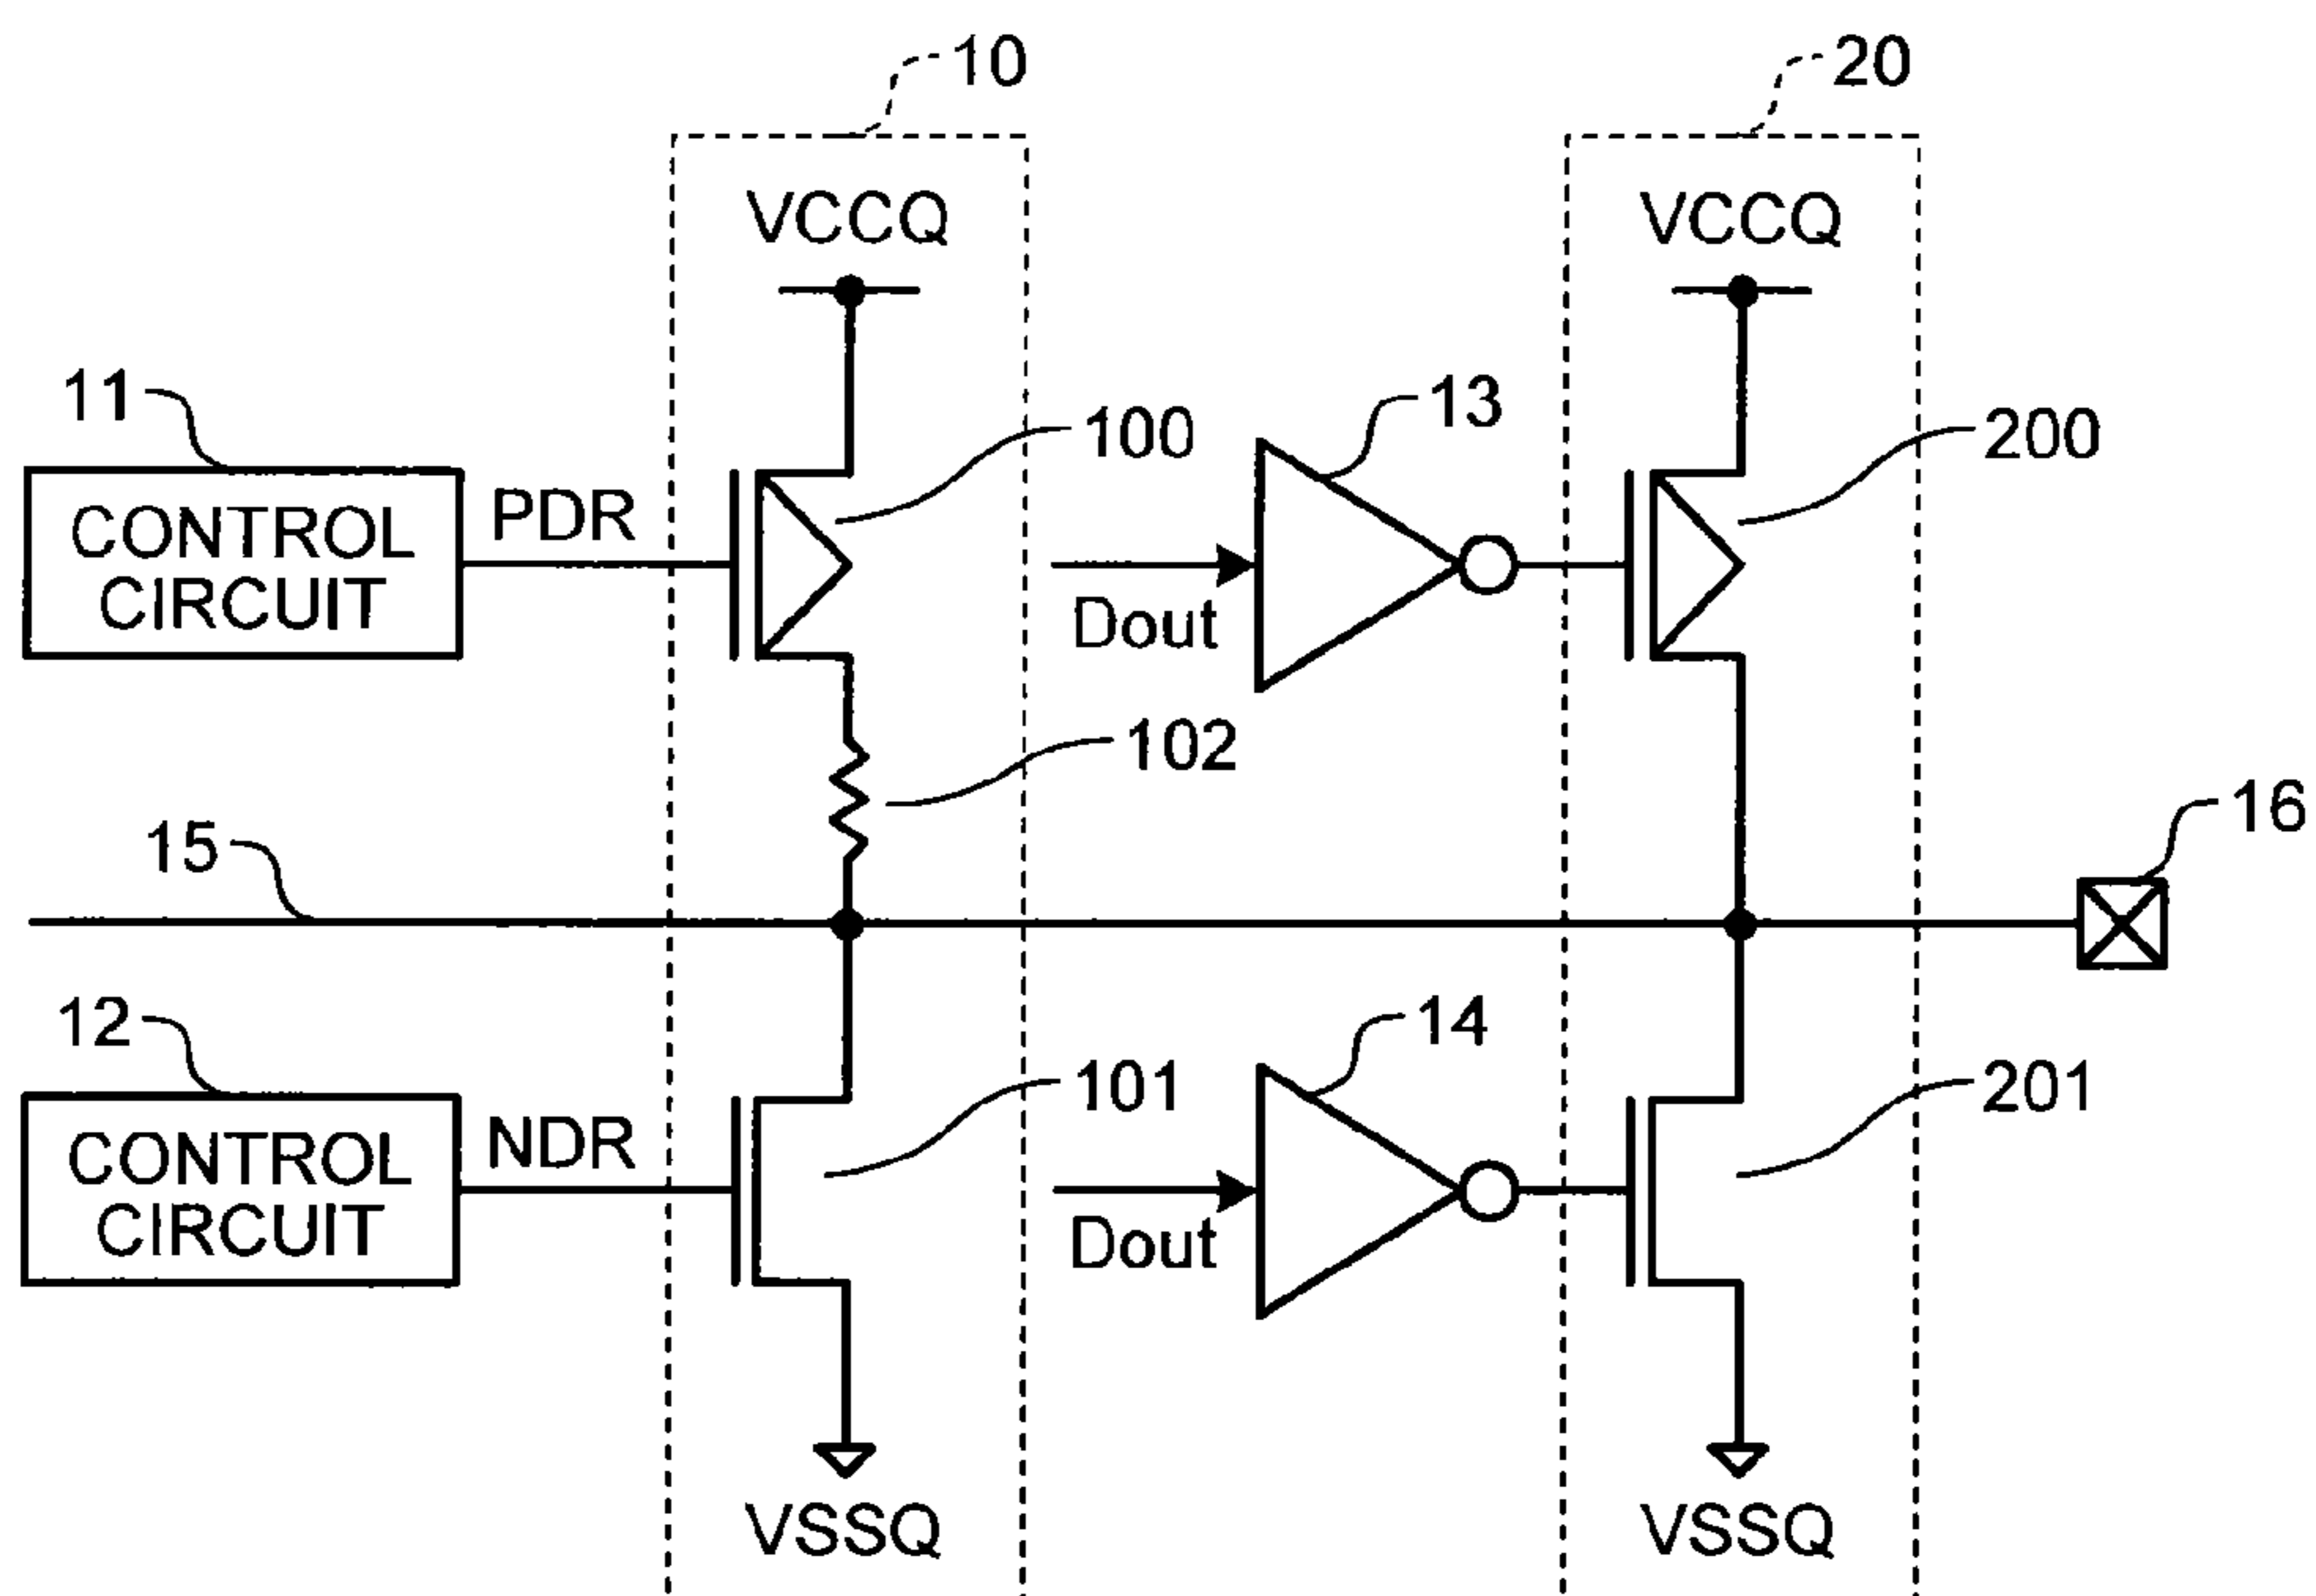 10
20
VCCQ
VCCQ
11
13
100
200
CONTROL
CIRCUIT
PDR
Dout
102
16
15
12
14
101
201
CONTROL
CIRCUIT
NDR
Dout
VSSQ
VSSQ